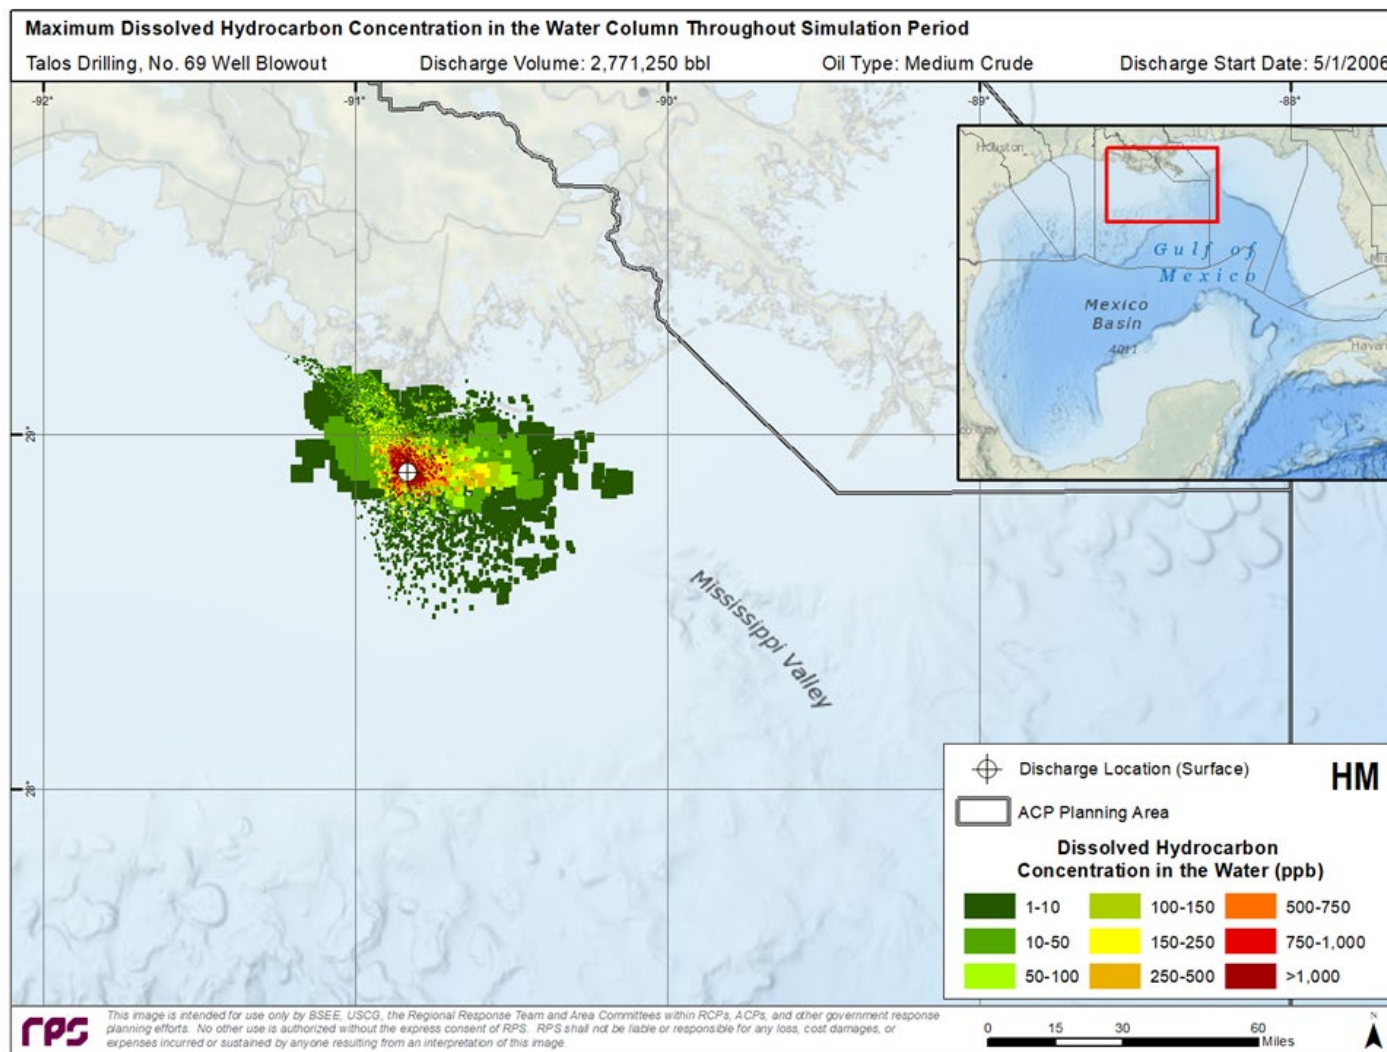 Maximum Dissolved Hydrocarbon Concentration in the Water Column Throughout Simulation Period
Talos Drilling, No. 69 Well Blowout Discharge Volume: 2,771,250 bbl Oil Type: Medium Crude Discharge Start Date: 5/1/2006
-92° -91° -90° -89° -88°
Houston
Gulf of
Mexico
Mexico
Basin
4011
Havan
29°
Mississippi Valley
28°
Discharge Location (Surface)
HM
ACP Planning Area
Dissolved Hydrocarbon
Concentration in the Water (ppb)
1-10 100-150 500-750
10-50 150-250 750-1,000
50-100 250-500 >1,000
rps
This image is intended for use only by BSEE, USCG, the Regional Response Team and Area Committees within RCPs, ACPs, and other government response
planning efforts. No other use is authorized without the express consent of RPS. RPS shall not be liable or responsible for any loss, cost damages, or
expenses incurred or sustained by anyone resulting from an interpretation of this image.
0 15 30 60
Miles
N